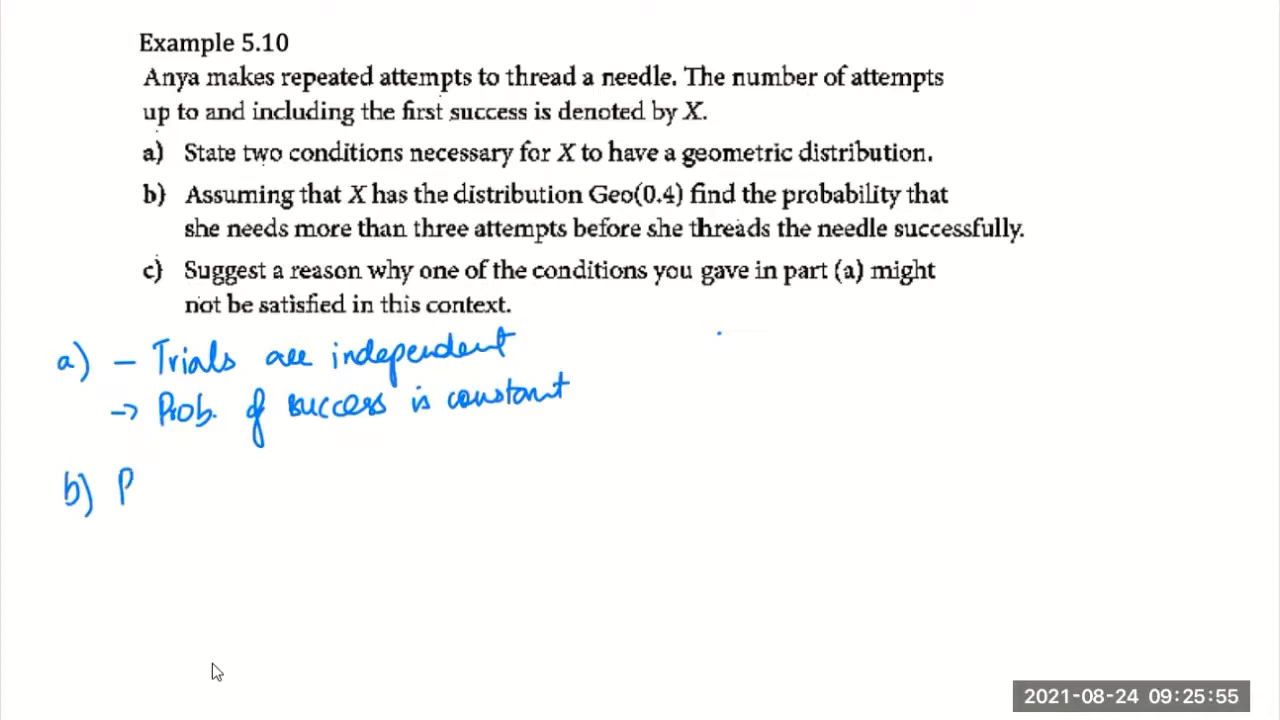 Example 5.10
Anya makes repeated attempts to thread a needle. The number of attempts
up to and including the first success is denoted by X.
a) State two conditions necessary for X to have a geometric distribution.
b) Assuming that X has the distribution Geo(0.4) find the probability that
she needs more than three attempts before she threads the needle successfully.
c) Suggest a reason why one of the conditions you gave in part (a) might
not be satisfied in this context.
a) – Trials are independent
→ Prob. of success is constant
b) P
2021-08-24 09:25:55